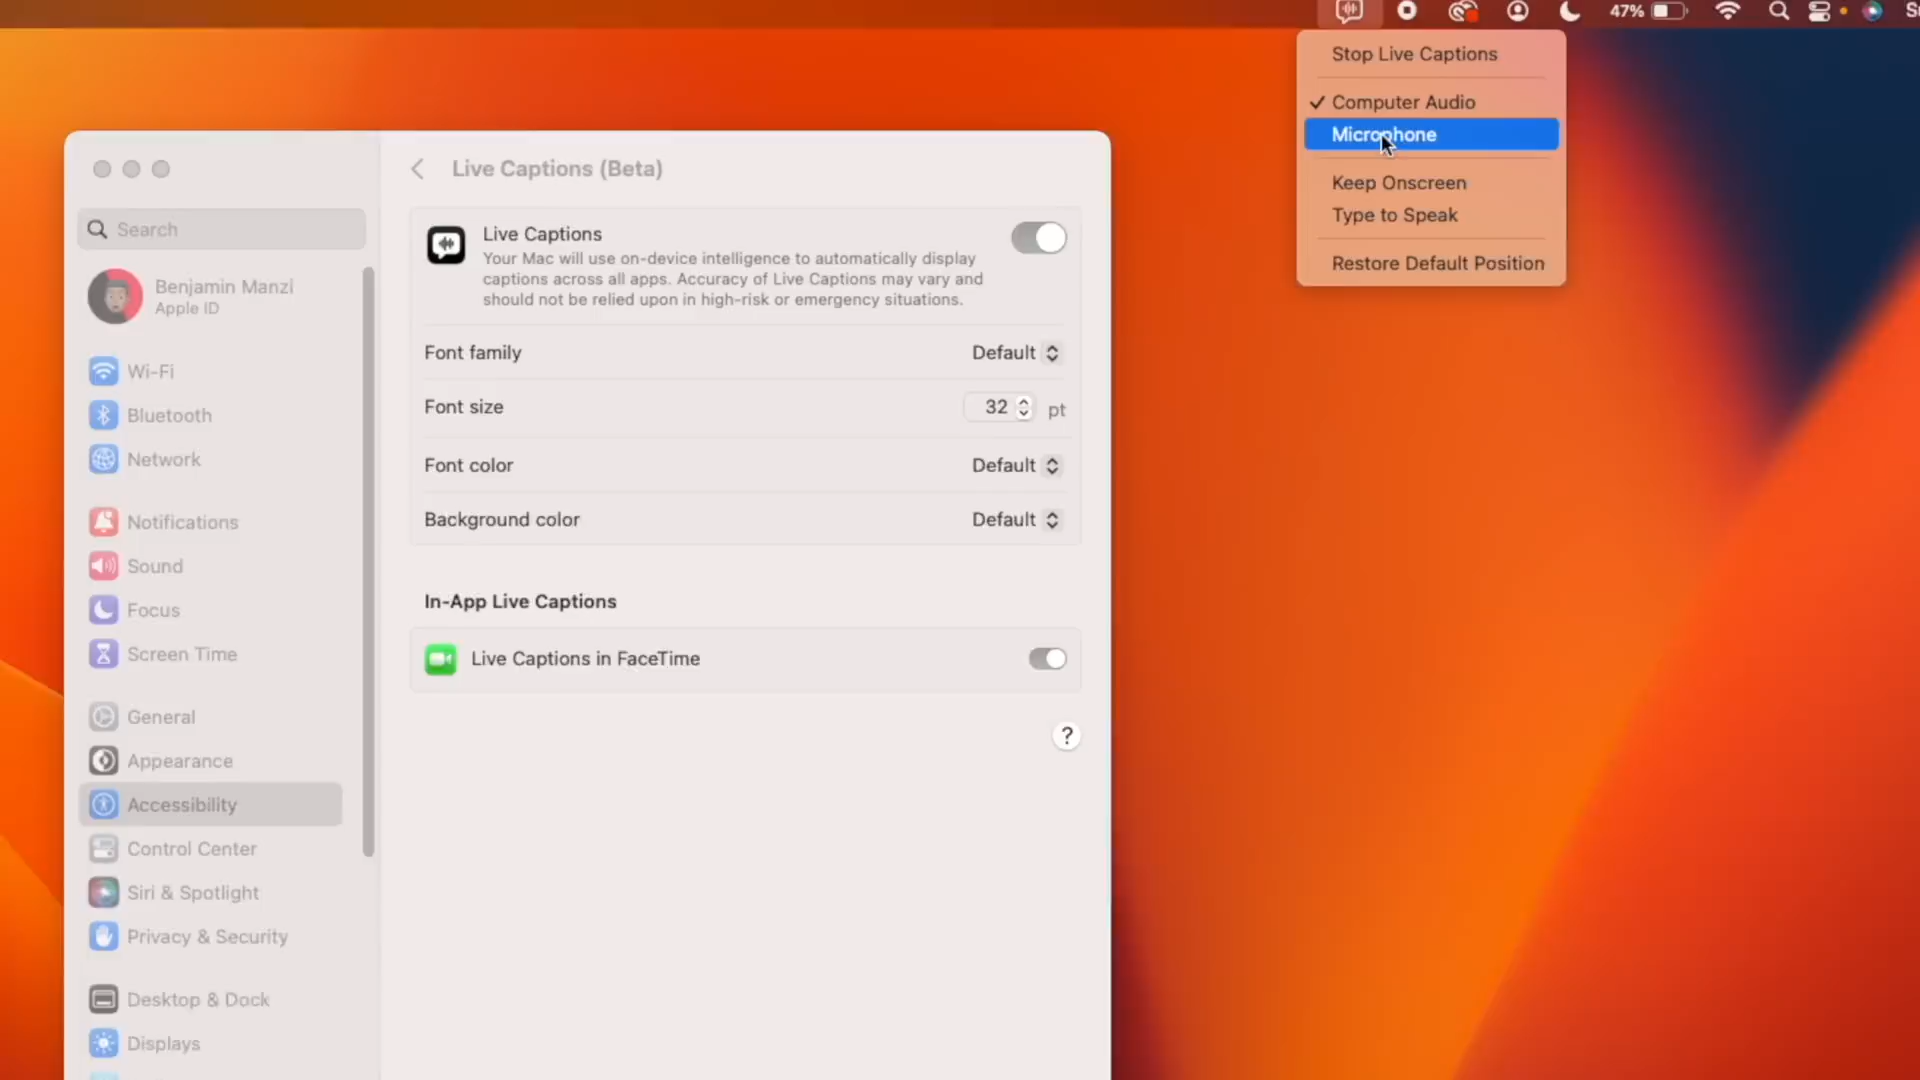 47%
Stop Live Captions
✓ Computer Audio
Microphone
Keep Onscreen
Type to Speak
Restore Default Position
Live Captions (Beta)
Search
Benjamin Manzi
Apple ID
Wi-Fi
Bluetooth
Network
Notifications
Sound
Focus
Screen Time
General
Appearance
Accessibility
Control Center
Siri & Spotlight
Privacy & Security
Desktop & Dock
Displays
Live Captions
Your Mac will use on-device intelligence to automatically display
captions across all apps. Accuracy of Live Captions may vary and
should not be relied upon in high-risk or emergency situations.
Font family Default
Font size 32 pt
Font color Default
Background color Default
In-App Live Captions
Live Captions in FaceTime
?